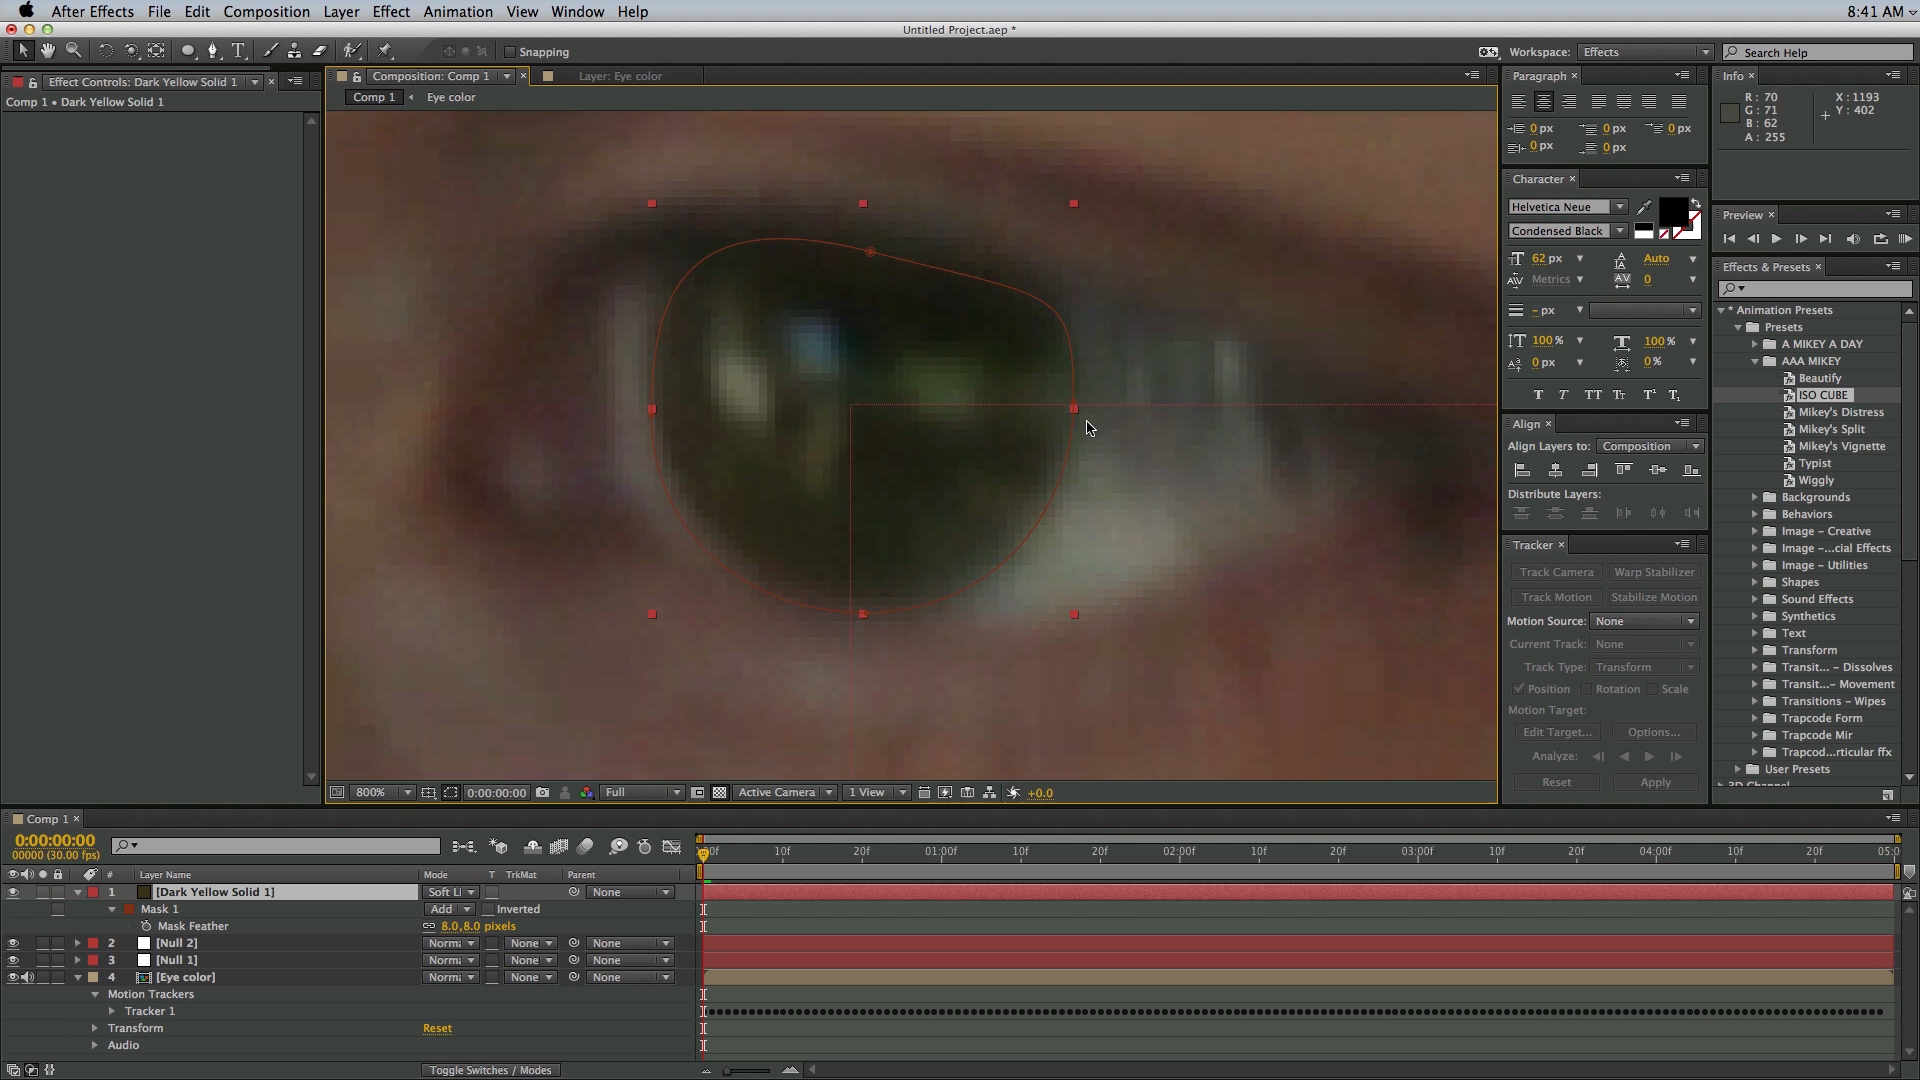 After Effects File Edit Composition Layer Effect Animation View Window Help 8:41 AM
Untitled Project.aep *
Snapping Workspace: Effects Search Help
Effect Controls: Dark Yellow Solid 1
Comp 1 • Dark Yellow Solid 1
Composition: Comp 1 Layer: Eye color
Comp 1 Eye color
Paragraph
0 px 0 px 0 px
0 px 0 px
Character
Helvetica Neue
Condensed Black
62 px Auto
Metrics 0
- px
100 % 100 %
0 px 0 %
T T TT Tr T¹ T₁
Align
Align Layers to: Composition
Distribute Layers:
Tracker
Track Camera Warp Stabilizer
Track Motion Stabilize Motion
Motion Source: None
Current Track: None
Track Type: Transform
Position Rotation Scale
Motion Target:
Edit Target... Options...
Analyze:
Reset Apply
Info
R: 70 X: 1193
G: 71 Y: 402
B: 62
A: 255
Preview
Effects & Presets
* Animation Presets
Presets
A MIKEY A DAY
AAA MIKEY
Beautify
ISO CUBE
Mikey's Distress
Mikey's Split
Mikey's Vignette
Typist
Wiggly
Backgrounds
Behaviors
Image – Creative
Image –...cial Effects
Image – Utilities
Shapes
Sound Effects
Synthetics
Text
Transform
Transit... – Dissolves
Transit...– Movement
Transitions – Wipes
Trapcode Form
Trapcode Mir
Trapcod...rticular ffx
User Presets
3D Channel
800% 0:00:00:00 Full Active Camera 1 View +0.0
Comp 1
0:00:00:00
00000 (30.00 fps)
# Layer Name Mode T TrkMat Parent
:00f 10f 20f 01:00f 10f 20f 02:00f 10f 20f 03:00f 10f 20f 04:00f 10f 20f 05:0
1 [Dark Yellow Solid 1] Soft Li None
Mask 1 Add Inverted
Mask Feather 8.0,8.0 pixels
2 [Null 2] Norma None None
3 [Null 1] Norma None None
4 [Eye color] Norma None None
Motion Trackers
Tracker 1
Transform Reset
Audio
Toggle Switches / Modes